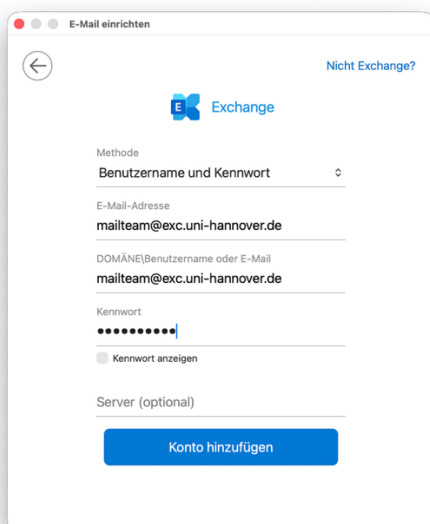 E-Mail einrichten
Nicht Exchange?
E Exchange
Methode
Benutzername und Kennwort
E-Mail-Adresse
mailteam@exc.uni-hannover.de
DOMÄNE\Benutzername oder E-Mail
mailteam@exc.uni-hannover.de
Kennwort
●●●●●●●●●●
Kennwort anzeigen
Server (optional)
Konto hinzufügen